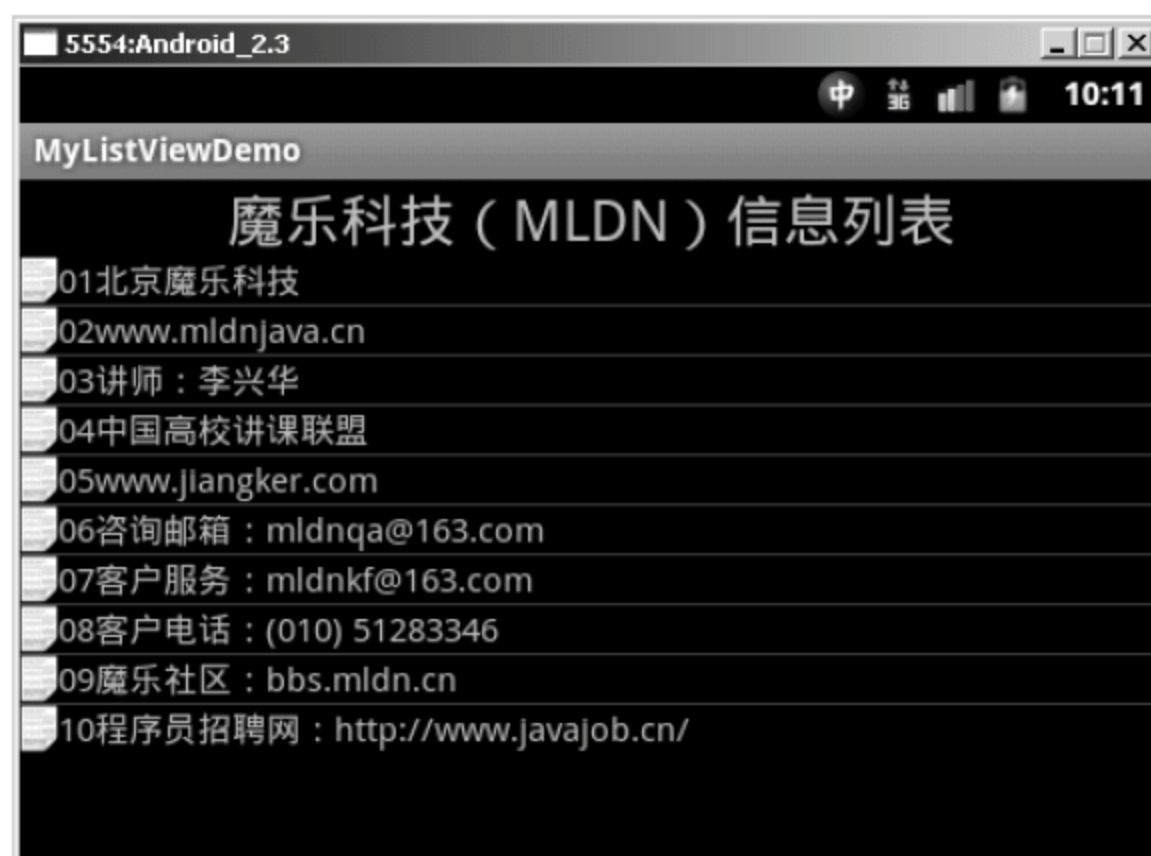 5554:Android_2.3
中 3G 10:11
MyListViewDemo
魔乐科技（MLDN）信息列表
01北京魔乐科技
02www.mldnjava.cn
03讲师：李兴华
04中国高校讲课联盟
05www.jiangker.com
06咨询邮箱：mldnqa@163.com
07客户服务：mldnkf@163.com
08客户电话：(010) 51283346
09魔乐社区：bbs.mldn.cn
10程序员招聘网：http://www.javajob.cn/